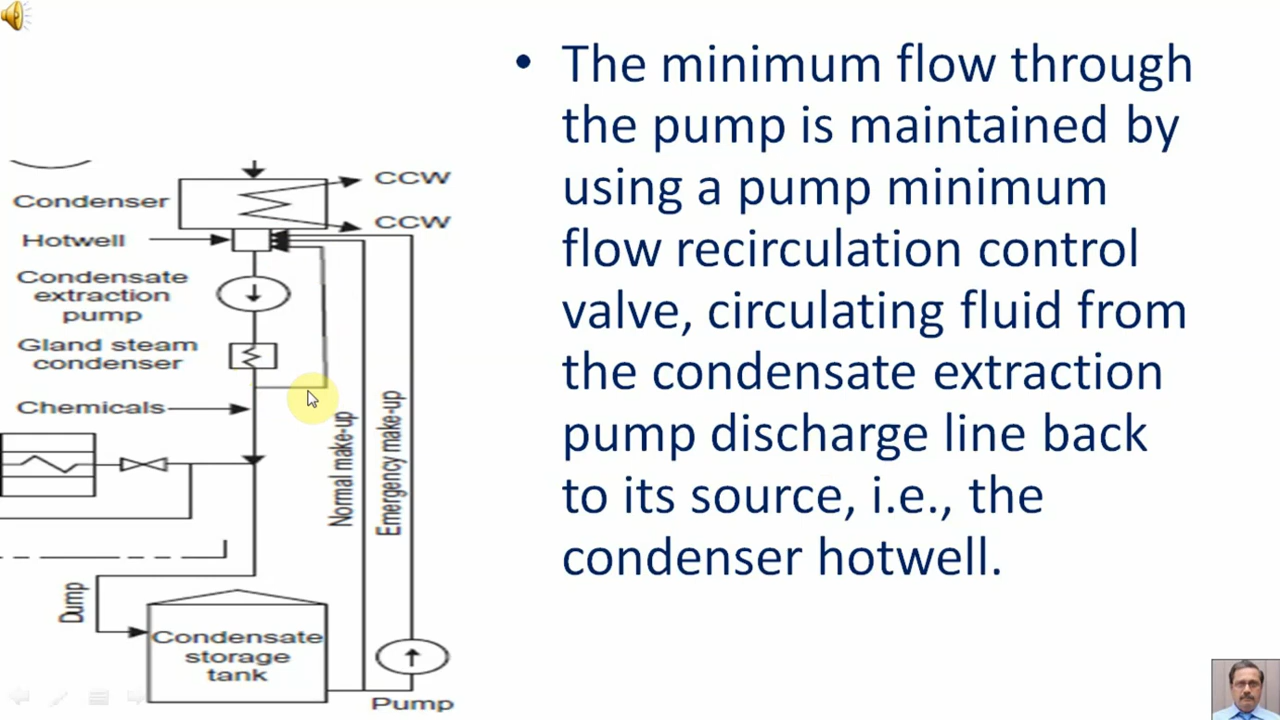 CCW
Condenser
CCW
Hotwell
Condensate
extraction
pump
Gland steam
condenser
Chemicals
Normal make-up
Emergency make-up
Dump
Condensate
storage
tank
Pump
• The minimum flow through
the pump is maintained by
using a pump minimum
flow recirculation control
valve, circulating fluid from
the condensate extraction
pump discharge line back
to its source, i.e., the
condenser hotwell.